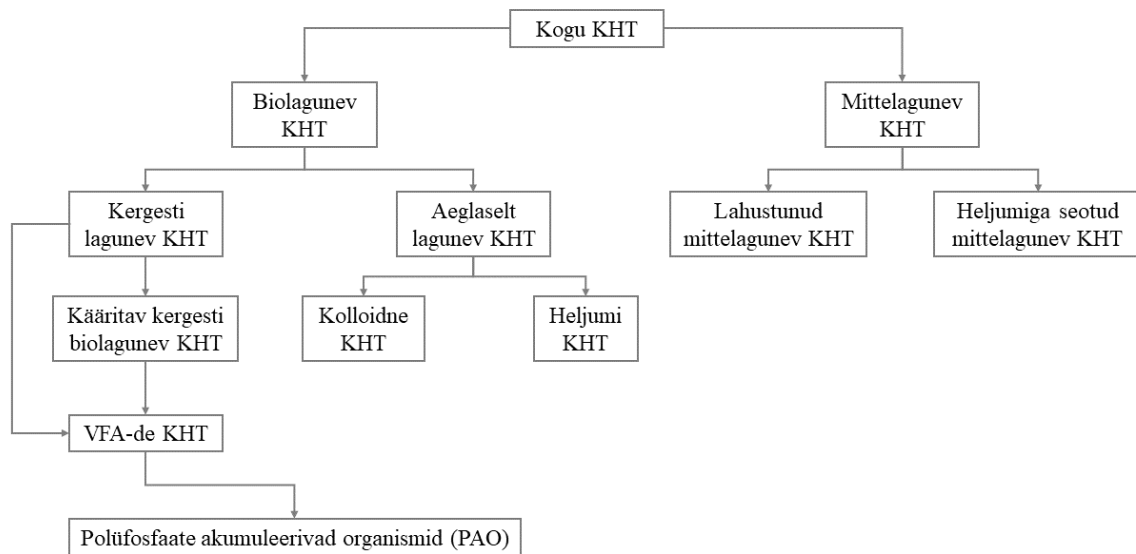 Kogu KHT
Biolagunev
KHT
Mittelagunev
KHT
Kergesti
lagunev KHT
Aeglaselt
lagunev KHT
Lahustunud
mittelagunev KHT
Heljumiga seotud
mittelagunev KHT
Kääritav kergesti
biolagunev KHT
Kolloidne
KHT
Heljumi
KHT
VFA-de KHT
Polüfosfaate akumuleerivad organismid (PAO)